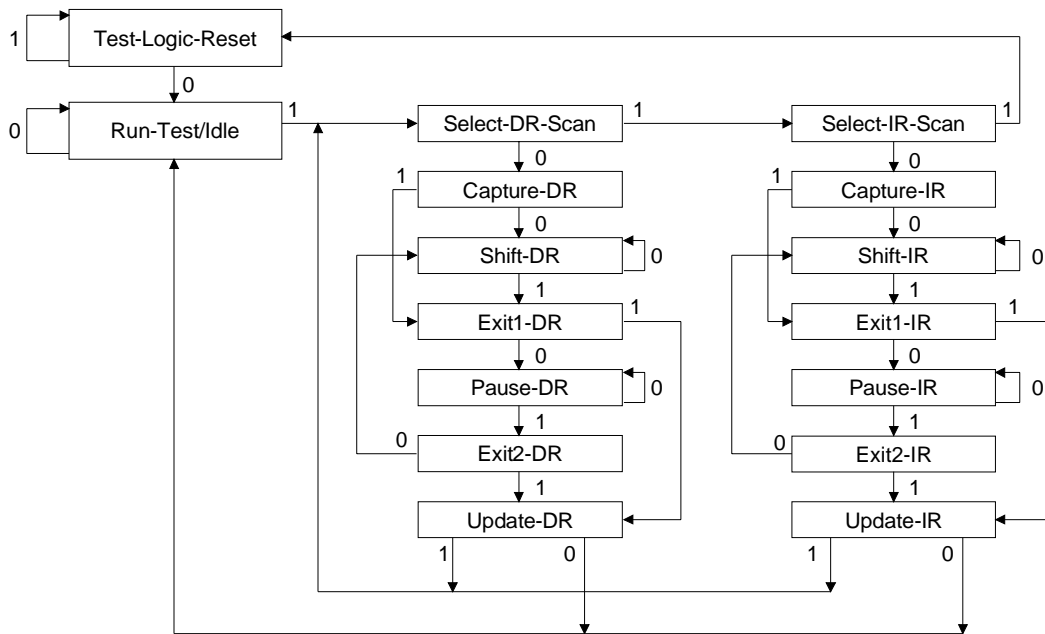 Test-Logic-Reset
1
0
Run-Test/Idle
0
1
Select-DR-Scan
1
Select-IR-Scan
1
0
0
1
Capture-DR
1
Capture-IR
0
0
Shift-DR
0
Shift-IR
0
1
1
Exit1-DR
1
Exit1-IR
1
0
0
Pause-DR
0
Pause-IR
0
1
1
0
Exit2-DR
0
Exit2-IR
1
1
Update-DR
Update-IR
1
0
1
0